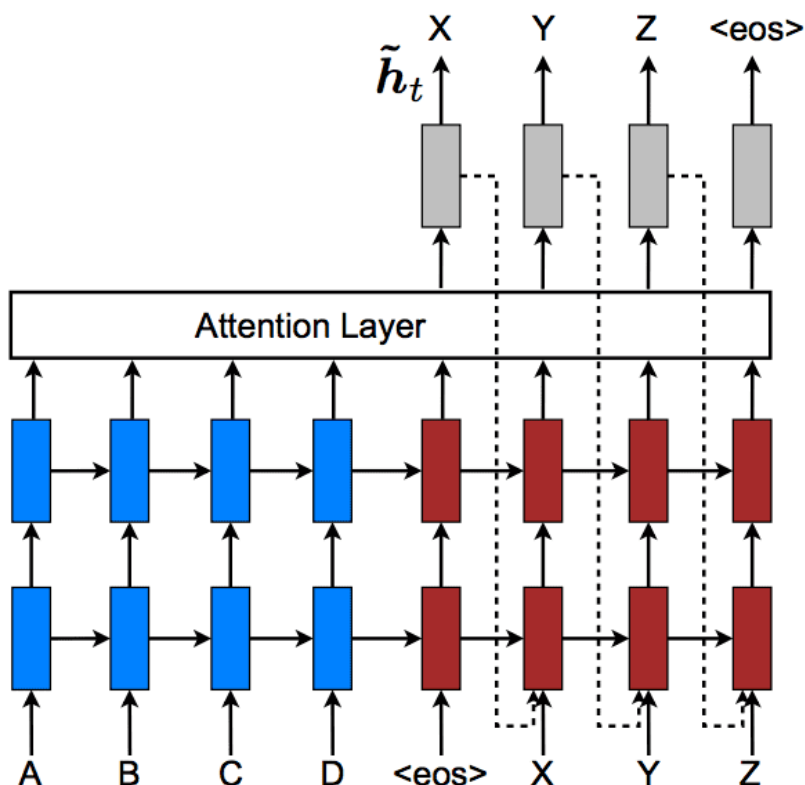 X Y Z <eos>
h̃t
Attention Layer
A B C D <eos> X Y Z